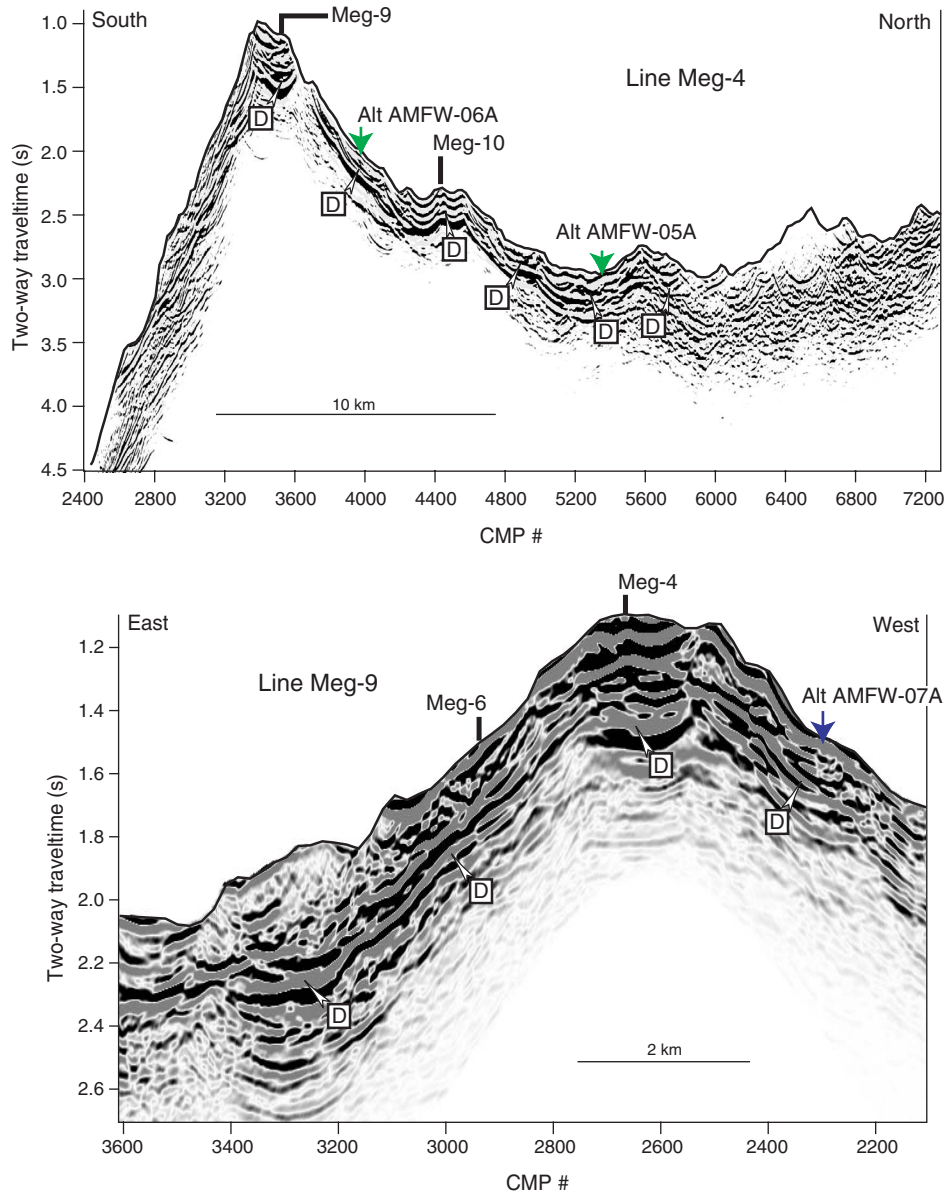 South
North
Line Meg-4
Meg-9
Alt AMFW-06A
Meg-10
Alt AMFW-05A
D
D
D
D
D
D
10 km
Two-way traveltime (s)
1.0
1.5
2.0
2.5
3.0
3.5
4.0
4.5
2400 2800 3200 3600 4000 4400 4800 5200 5600 6000 6400 6800 7200
CMP #
East
West
Line Meg-9
Meg-4
Meg-6
Alt AMFW-07A
D
D
D
D
2 km
Two-way traveltime (s)
1.2
1.4
1.6
1.8
2.0
2.2
2.4
2.6
3600 3400 3200 3000 2800 2600 2400 2200
CMP #